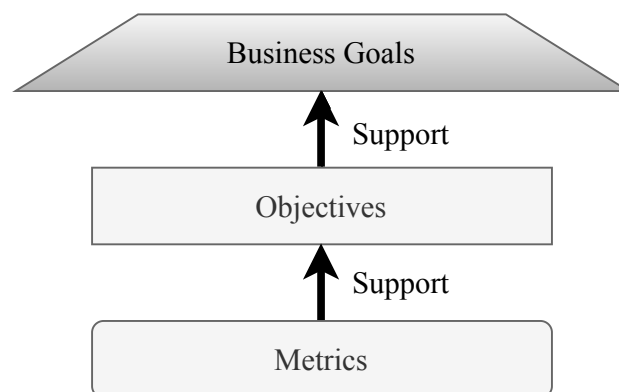 Business Goals
Support
Objectives
Support
Metrics